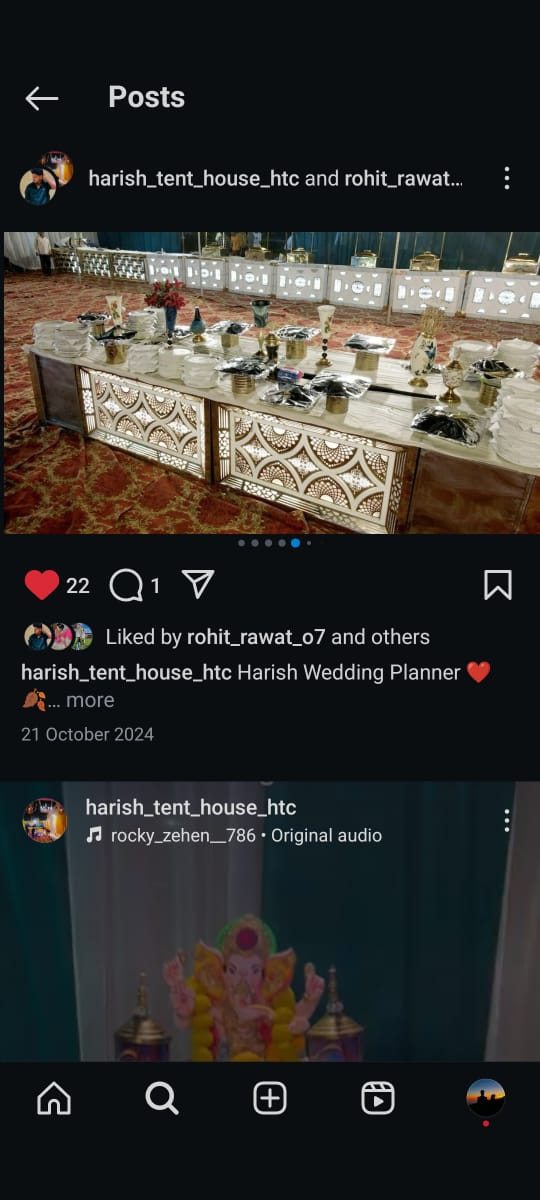 Posts
harish_tent_house_htc and rohit_rawat...
22
1
Liked by rohit_rawat_o7 and others
harish_tent_house_htc Harish Wedding Planner ❤️
🍂... more
21 October 2024
harish_tent_house_htc
rocky_zehen__786 • Original audio